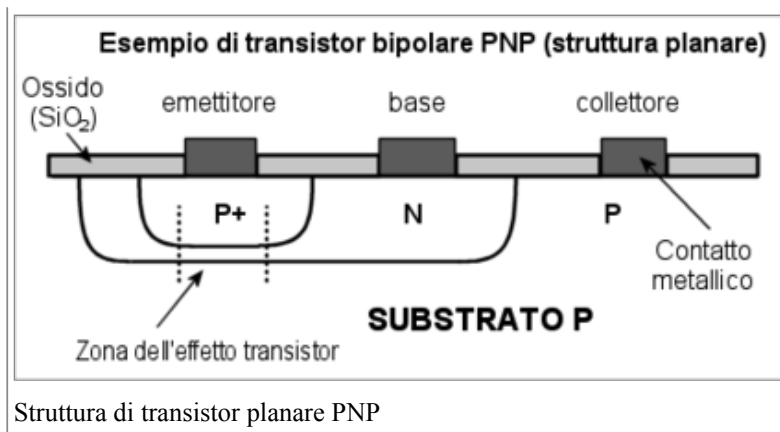 Esempio di transistor bipolare PNP (struttura planare)
Ossido
(SiO₂)
emettitore
base
collettore
P+
N
P
Contatto
metallico
SUBSTRATO P
Zona dell'effetto transistor
Struttura di transistor planare PNP